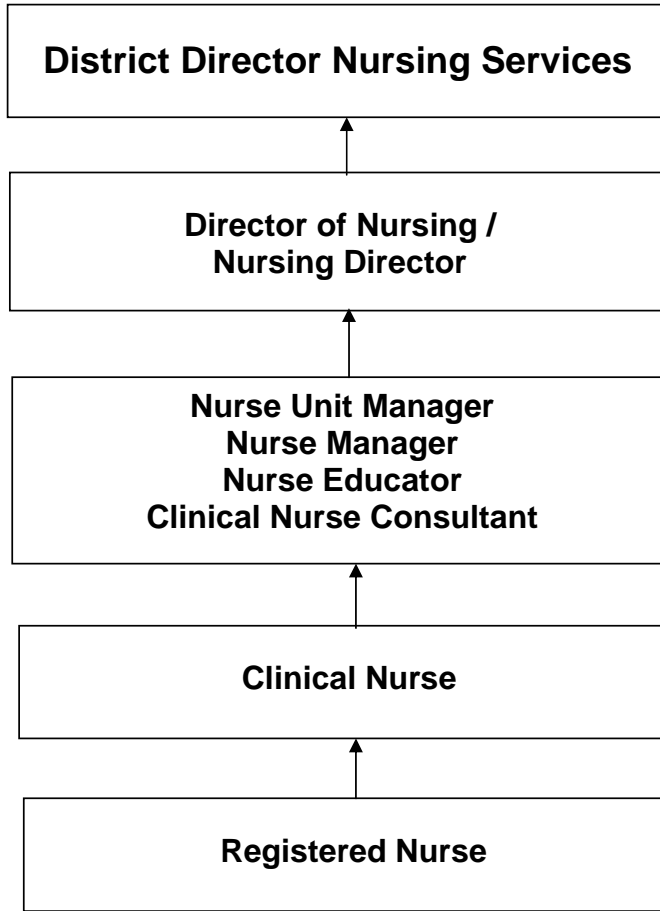 District Director Nursing Services
Director of Nursing /
Nursing Director
Nurse Unit Manager
Nurse Manager
Nurse Educator
Clinical Nurse Consultant
Clinical Nurse
Registered Nurse